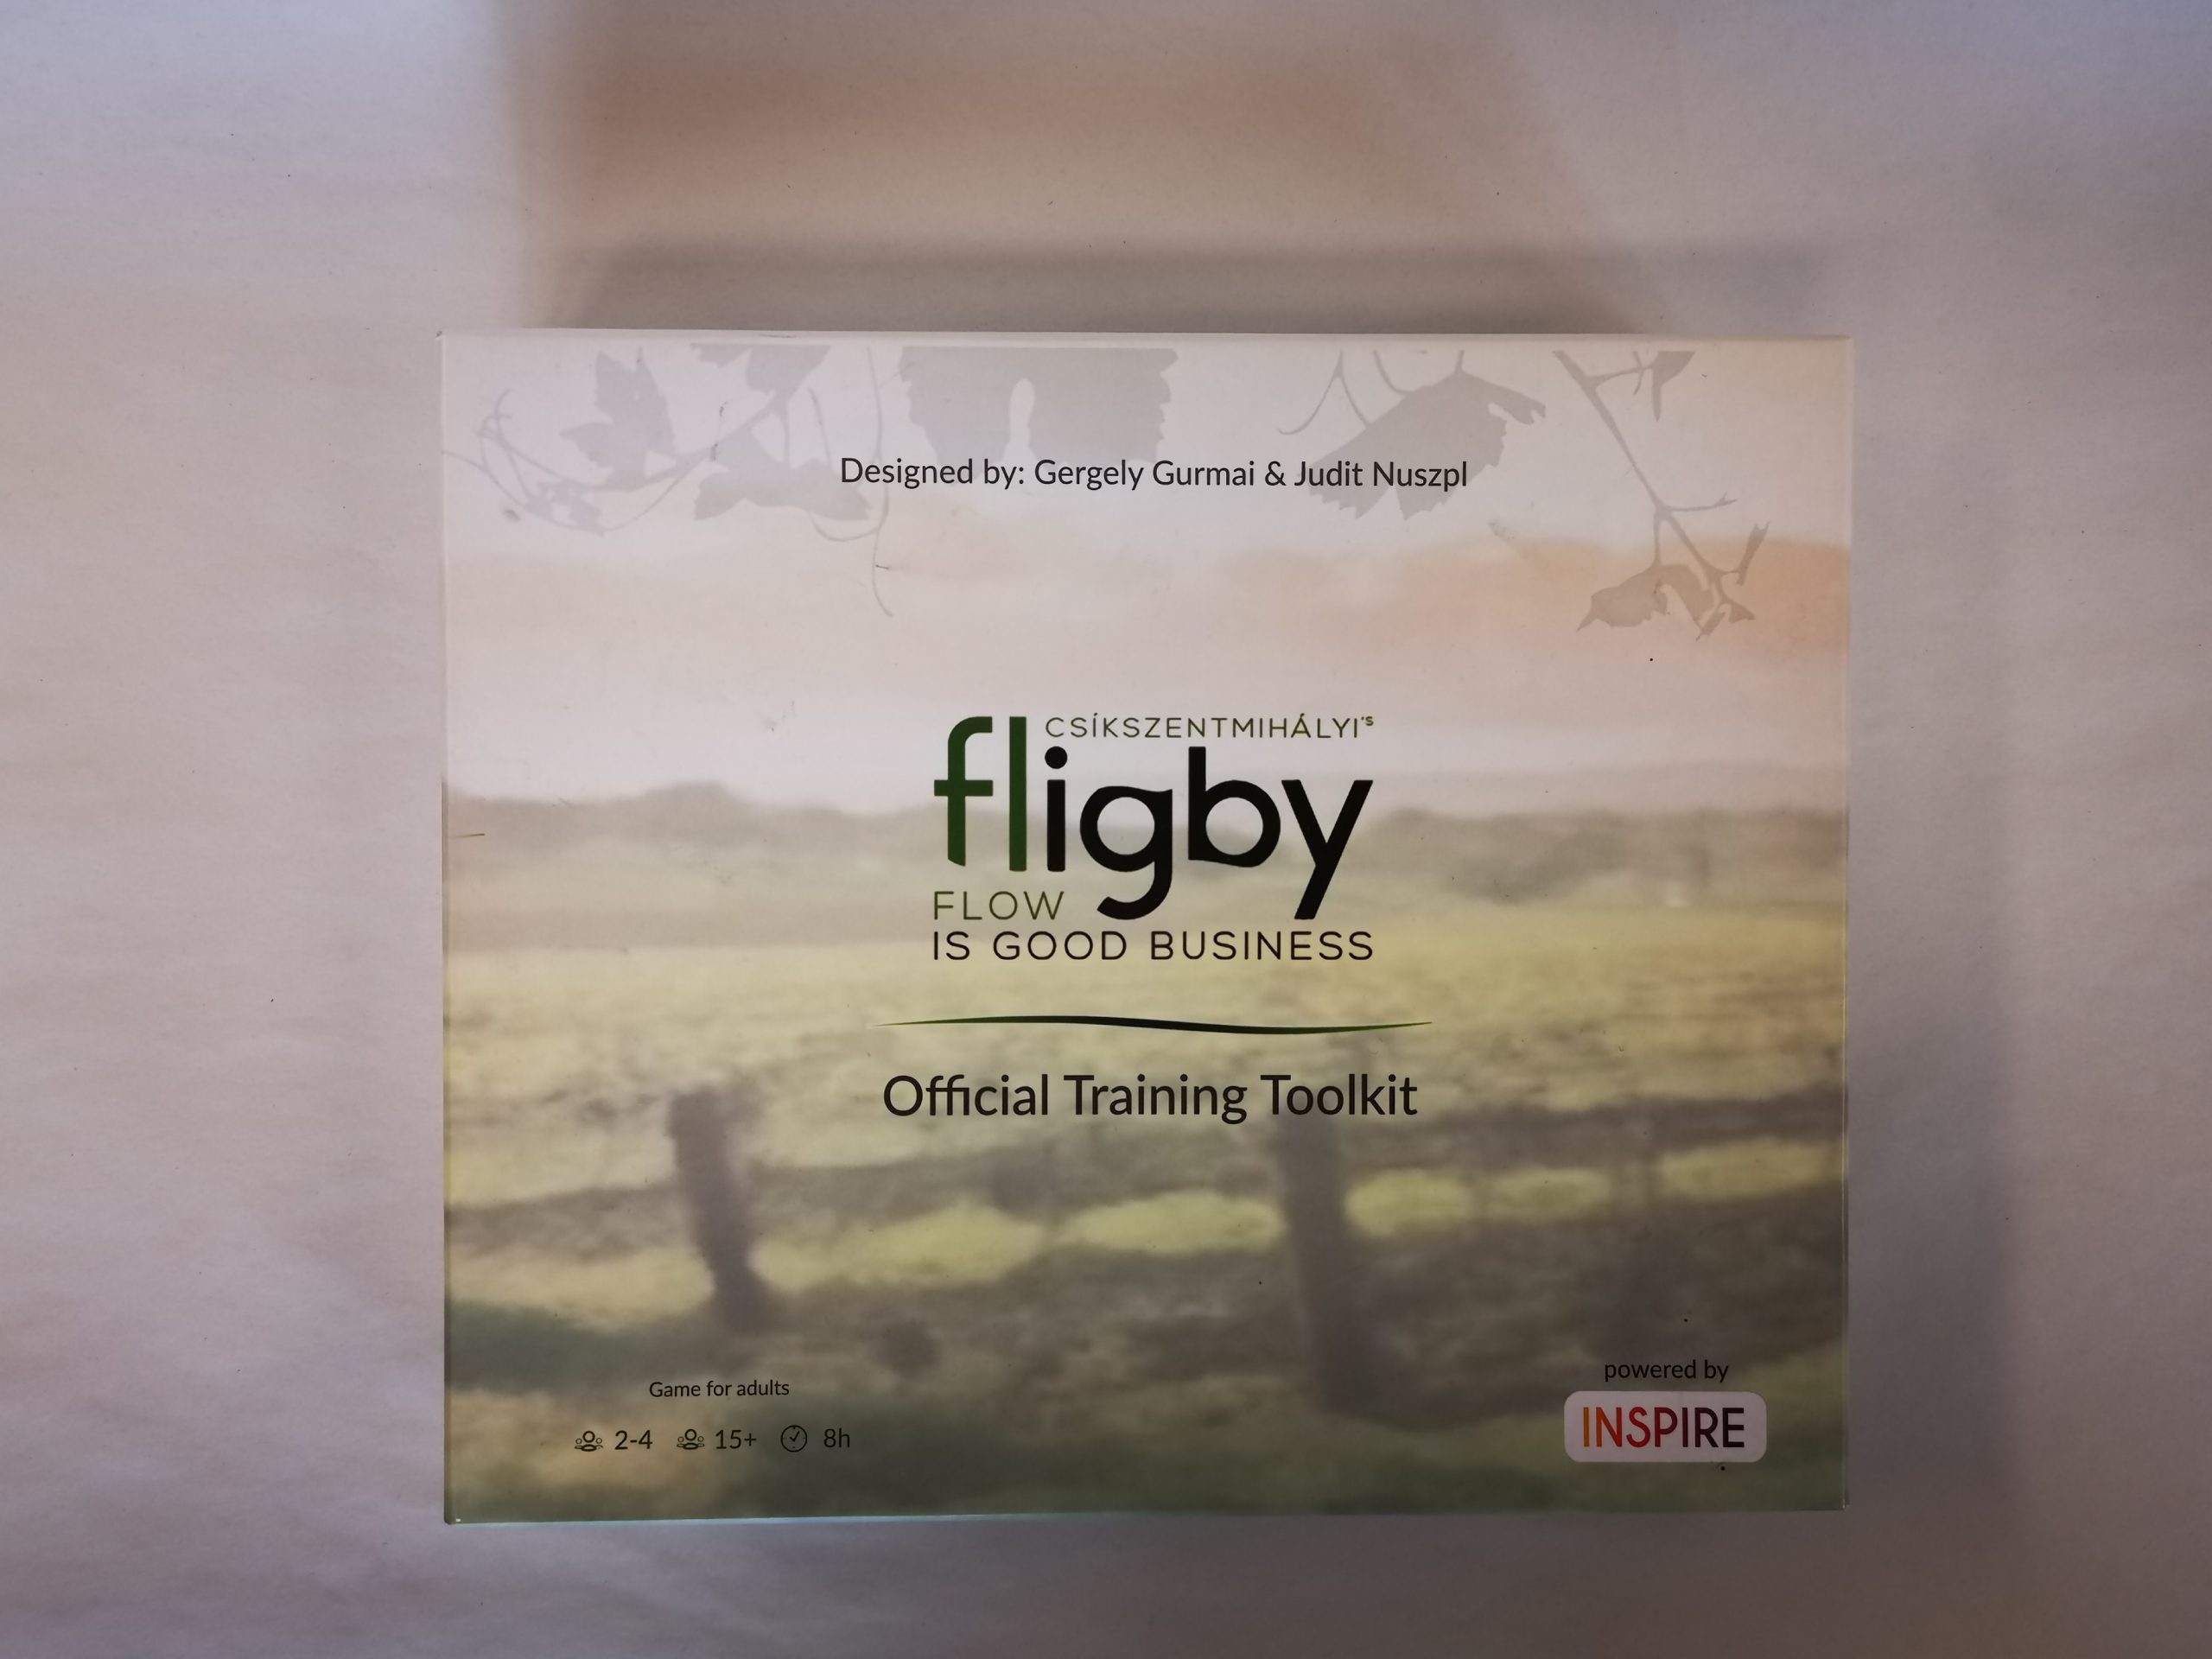 Designed by: Gergely Gurmai & Judit Nuszpl
CSÍKSZENTMIHÁLYI's
fligby
FLOW
IS GOOD BUSINESS
Official Training Toolkit
Game for adults
2-4 15+ 8h
powered by
INSPIRE